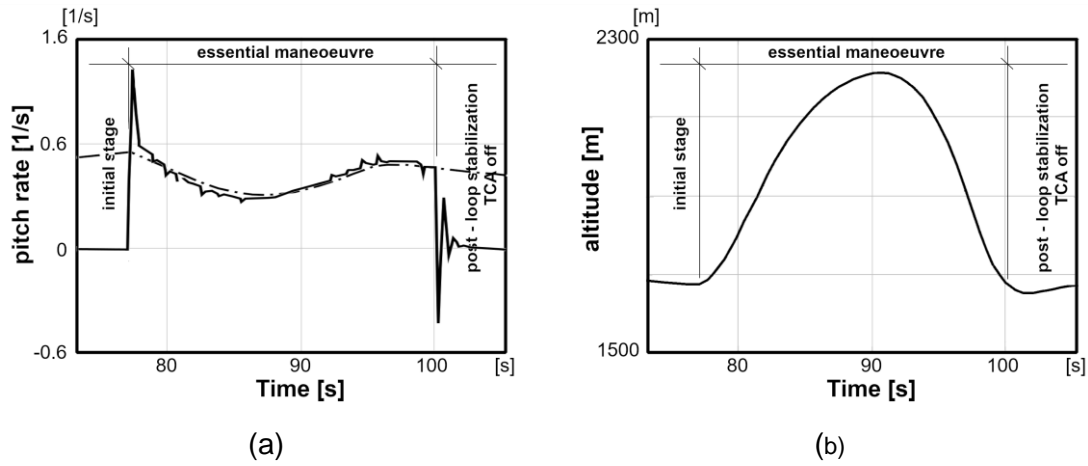 [1/s]
1.6
essential maneoeuvre
0.6
0
-0.6
pitch rate [1/s]
initial stage
post - loop stabilization
TCA off
80
90
100
[s]
Time [s]
(a)
[m]
2300
essential maneoeuvre
1500
altitude [m]
initial stage
post - loop stabilization
TCA off
80
90
100
[s]
Time [s]
(b)